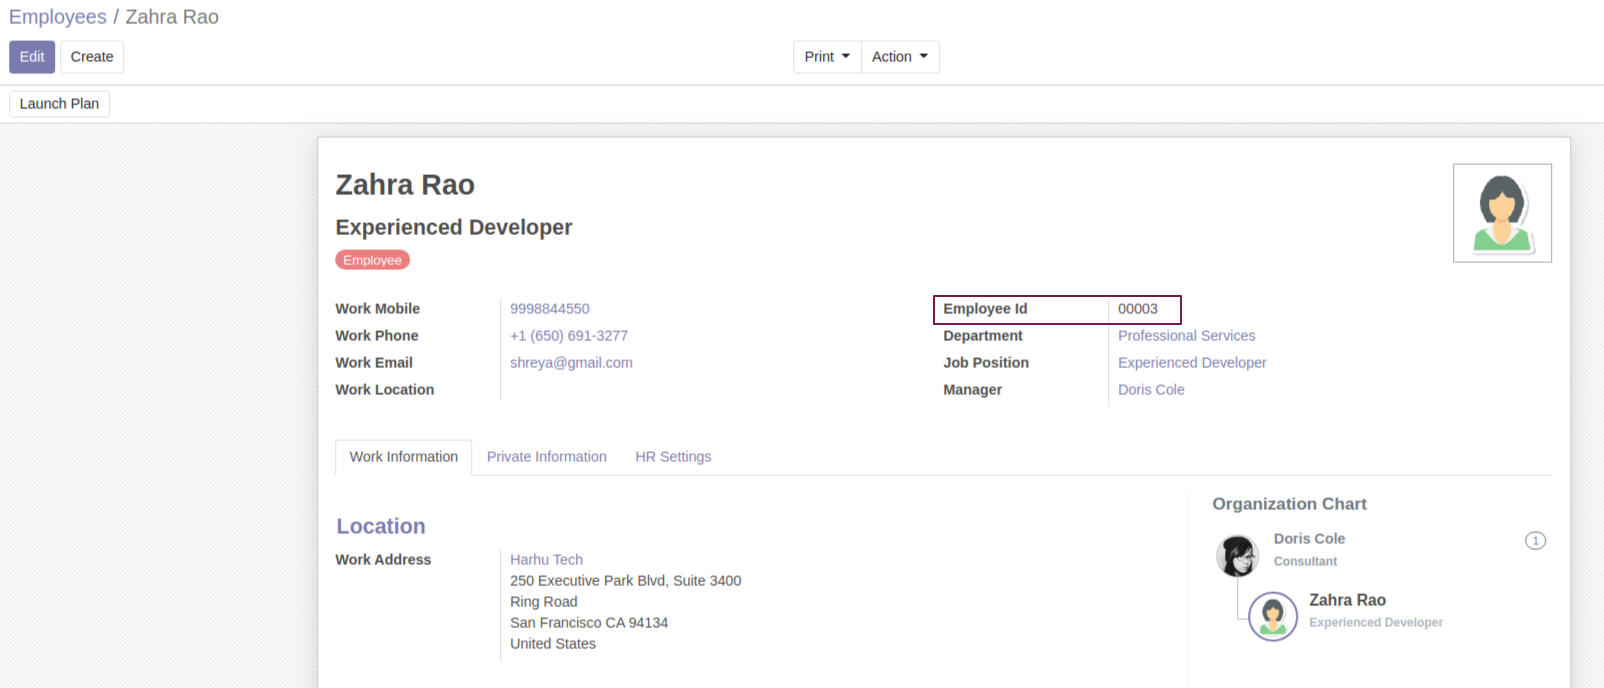 Employees / Zahra Rao
Edit Create Print Action
Launch Plan
Zahra Rao
Experienced Developer
Employee
Work Mobile 9998844550
Work Phone +1 (650) 691-3277
Work Email shreya@gmail.com
Work Location
Employee Id 00003
Department Professional Services
Job Position Experienced Developer
Manager Doris Cole
Work Information Private Information HR Settings
Location
Work Address Harhu Tech
250 Executive Park Blvd, Suite 3400
Ring Road
San Francisco CA 94134
United States
Organization Chart
Doris Cole 1
Consultant
Zahra Rao
Experienced Developer